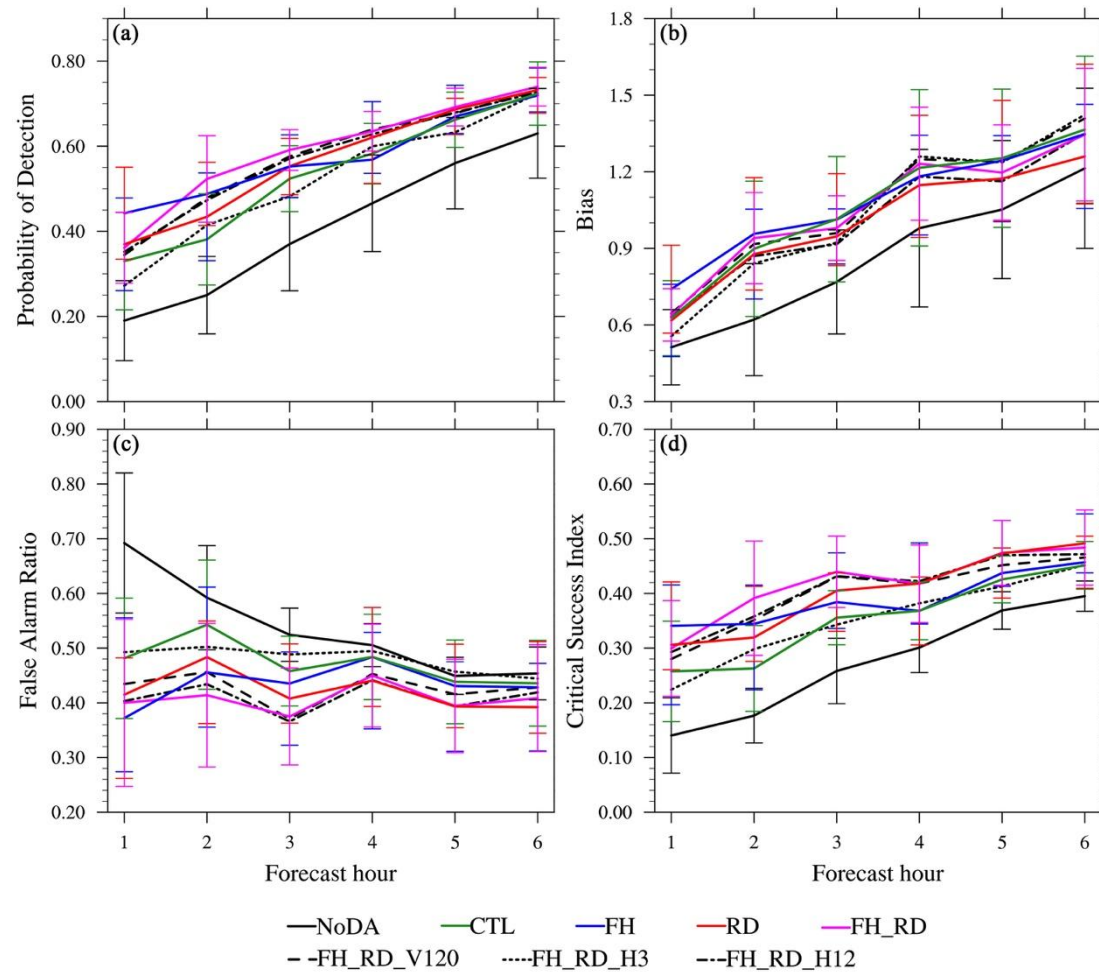 (a)
Probability of Detection
0.80
0.60
0.40
0.20
0.00
(b)
Bias
1.8
1.5
1.2
0.9
0.6
0.3
(c)
False Alarm Ratio
0.90
0.80
0.70
0.60
0.50
0.40
0.30
0.20
1 2 3 4 5 6
Forecast hour
(d)
Critical Success Index
0.70
0.60
0.50
0.40
0.30
0.20
0.10
0.00
1 2 3 4 5 6
Forecast hour
NoDA CTL FH RD FH_RD
FH_RD_V120 FH_RD_H3 FH_RD_H12